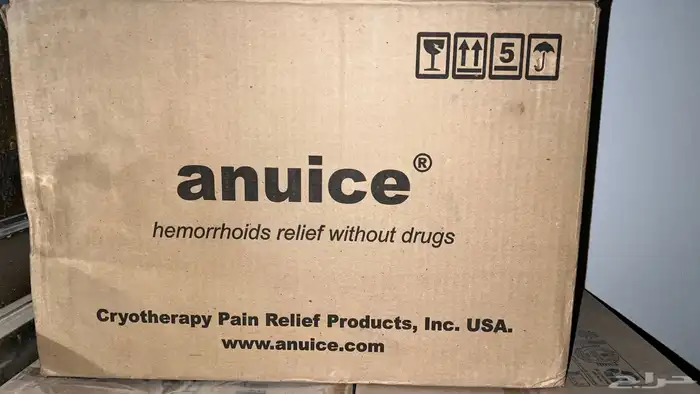 5
anuice®
hemorrhoids relief without drugs
Cryotherapy Pain Relief Products, Inc. USA.
www.anuice.com
حراج